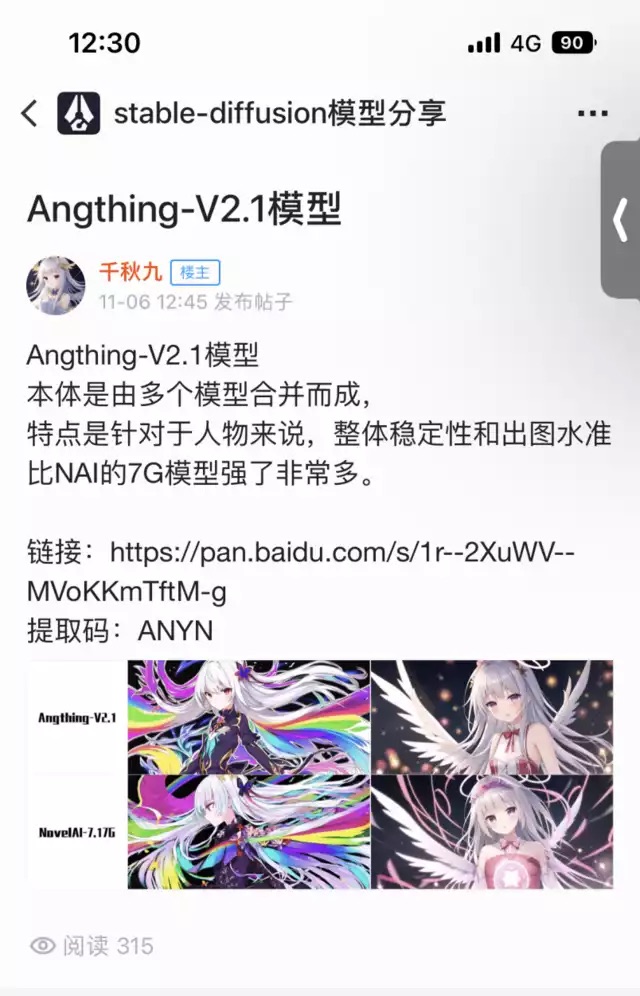 12:30
4G
90
stable-diffusion模型分享
Angthing-V2.1模型
千秋九 楼主
11-06 12:45 发布帖子
Angthing-V2.1模型
本体是由多个模型合并而成,
特点是针对于人物来说，整体稳定性和出图水准
比NAI的7G模型强了非常多。
链接：https://pan.baidu.com/s/1r--2XuWV--
MVoKKmTftM-g
提取码：ANYN
Angthing-V2.1
NovelAI-7.17G
阅读 315